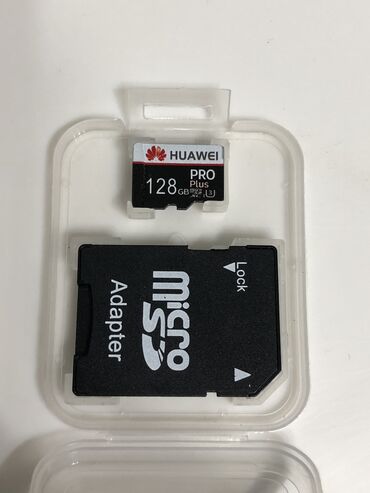 HUAWEI
PRO
Plus
128 GB
Lock
micro
SD
Adapter